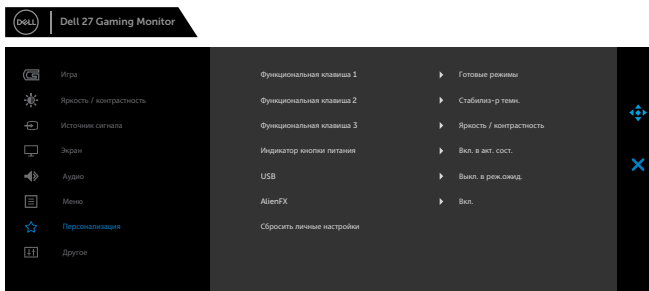 DELL
Dell 27 Gaming Monitor
Игра
Функциональная клавиша 1
Готовые режимы
Яркость / контрастность
Функциональная клавиша 2
Стабилиз-р темн.
Источник сигнала
Функциональная клавиша 3
Яркость / контрастность
Экран
Индикатор кнопки питания
Вкл. в акт. сост.
Аудио
USB
Выкл. в реж.ожид.
Меню
AlienFX
Вкл.
Персонализация
Сбросить личные настройки
Другое